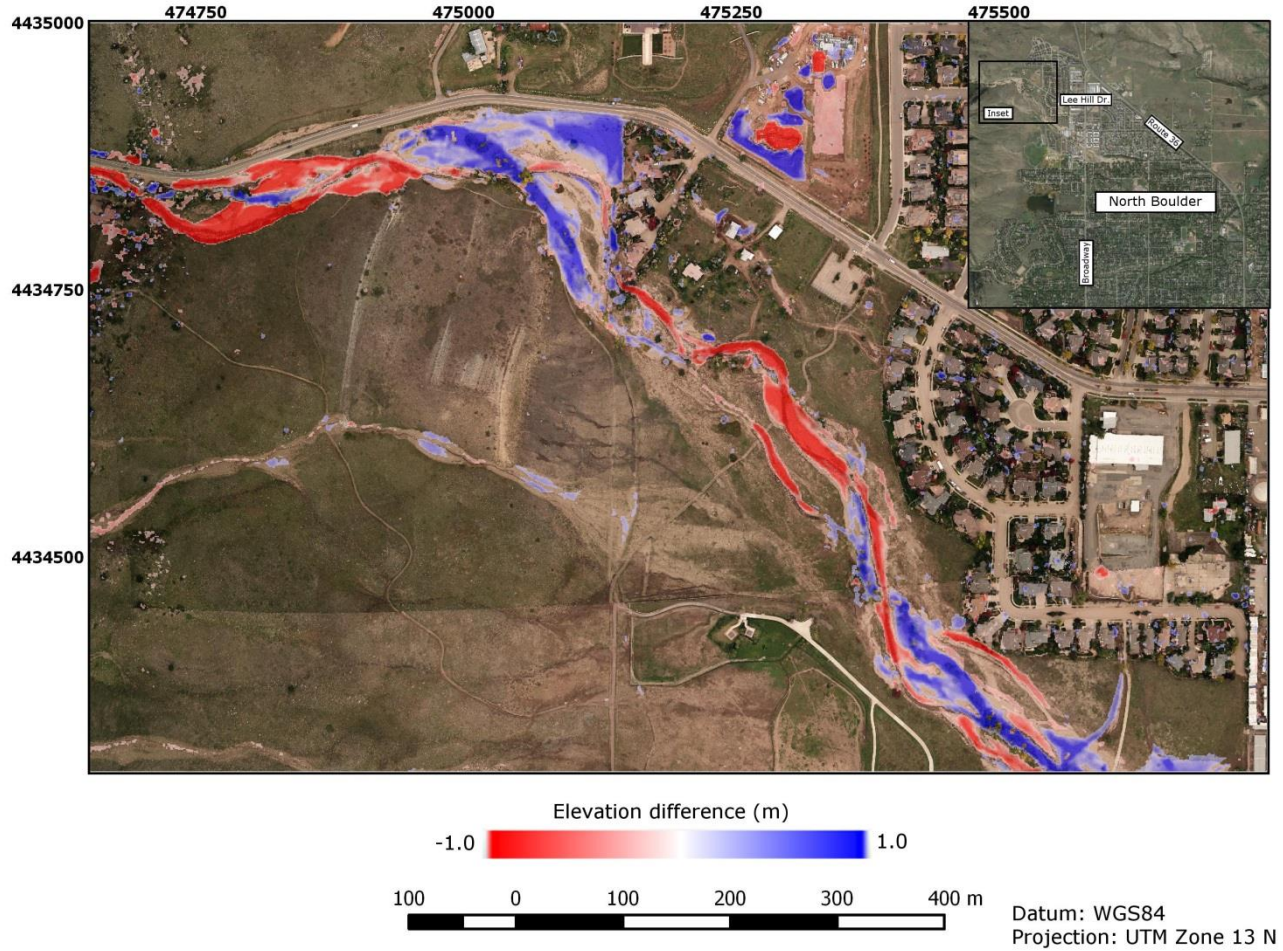 474750 475000 475250 475500
4435000
Inset
Lee Hill Dr.
Route 36
North Boulder
Broadway
4434750
4434500
Elevation difference (m)
-1.0 1.0
100 0 100 200 300 400 m
Datum: WGS84
Projection: UTM Zone 13 N